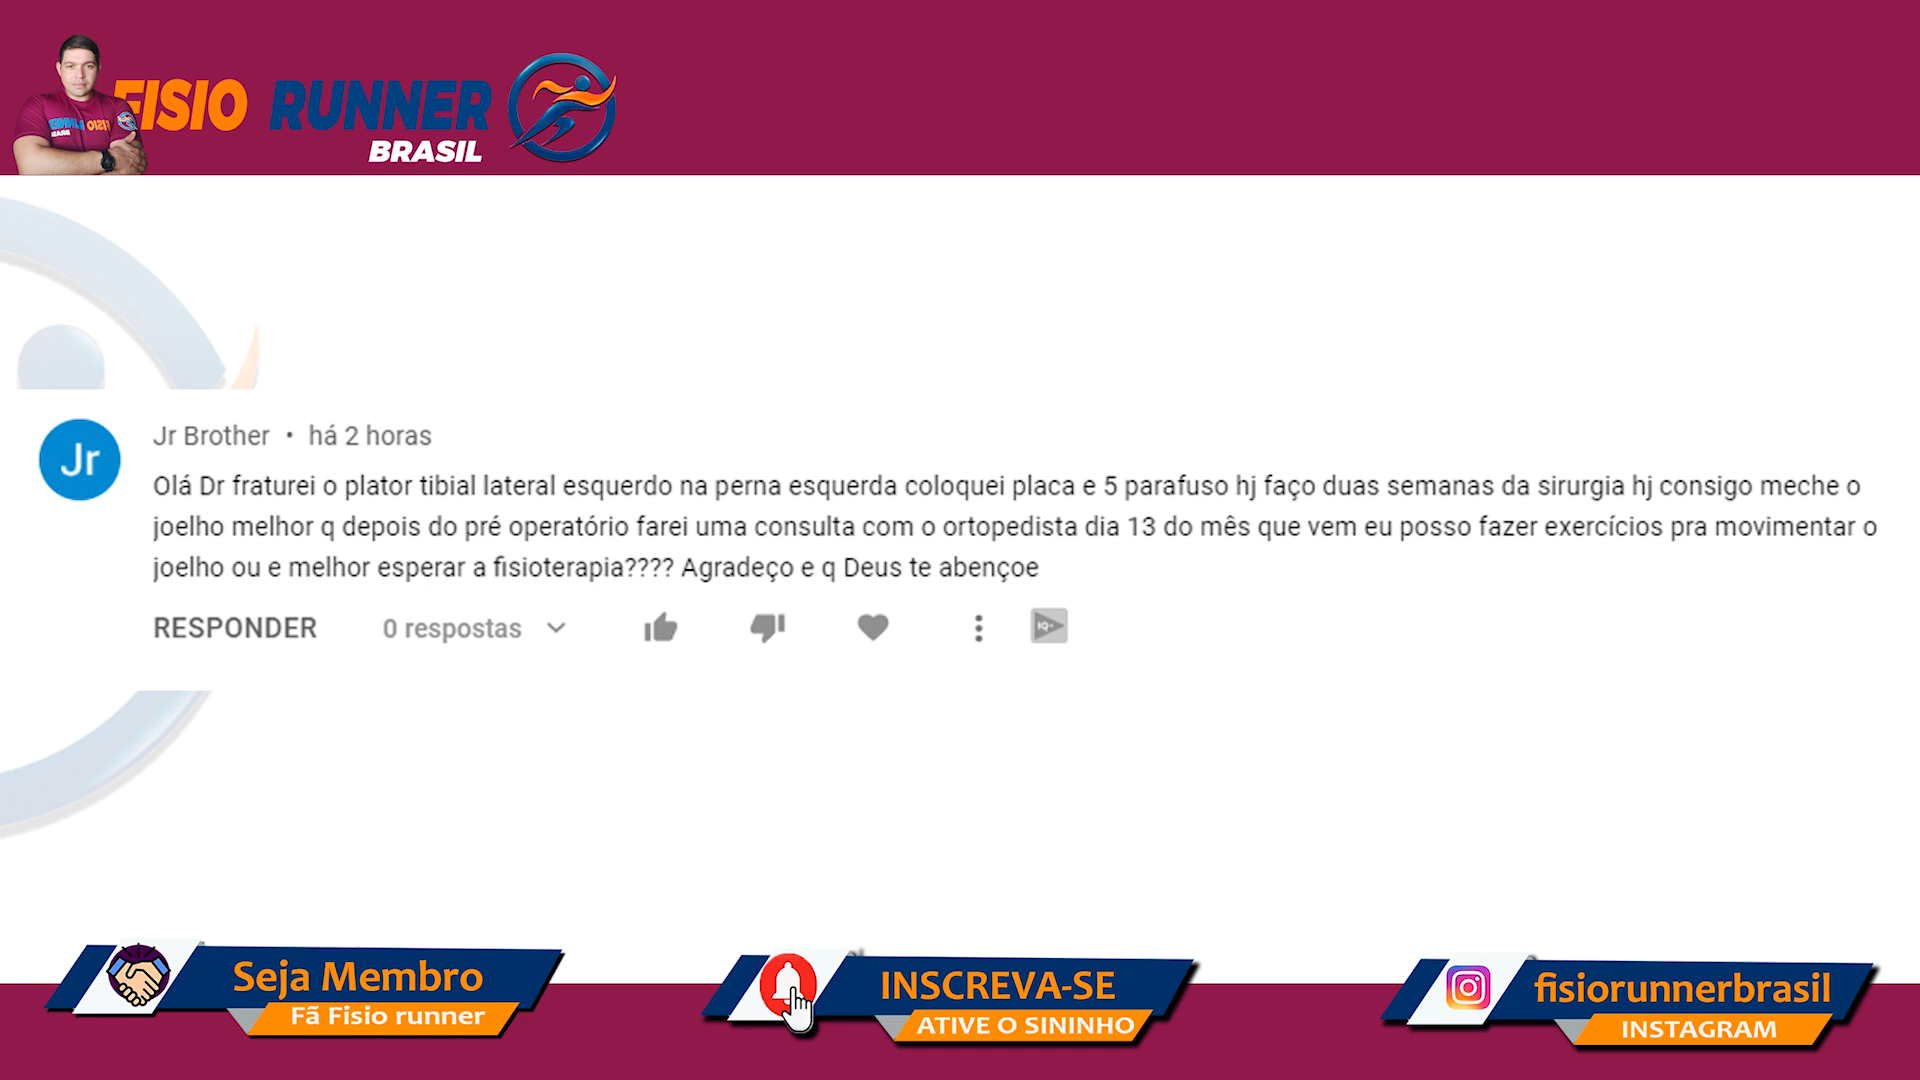 FISIO RUNNER
BRASIL
Jr
Jr Brother • há 2 horas
Olá Dr fraturei o plator tibial lateral esquerdo na perna esquerda coloquei placa e 5 parafuso hj faço duas semanas da sirurgia hj consigo meche o
joelho melhor q depois do pré operatório farei uma consulta com o ortopedista dia 13 do mês que vem eu posso fazer exercícios pra movimentar o
joelho ou e melhor esperar a fisioterapia???? Agradeço e q Deus te abençoe
RESPONDER 0 respostas
Seja Membro
Fã Fisio runner
INSCREVA-SE
ATIVE O SININHO
fisiorunnerbrasil
INSTAGRAM